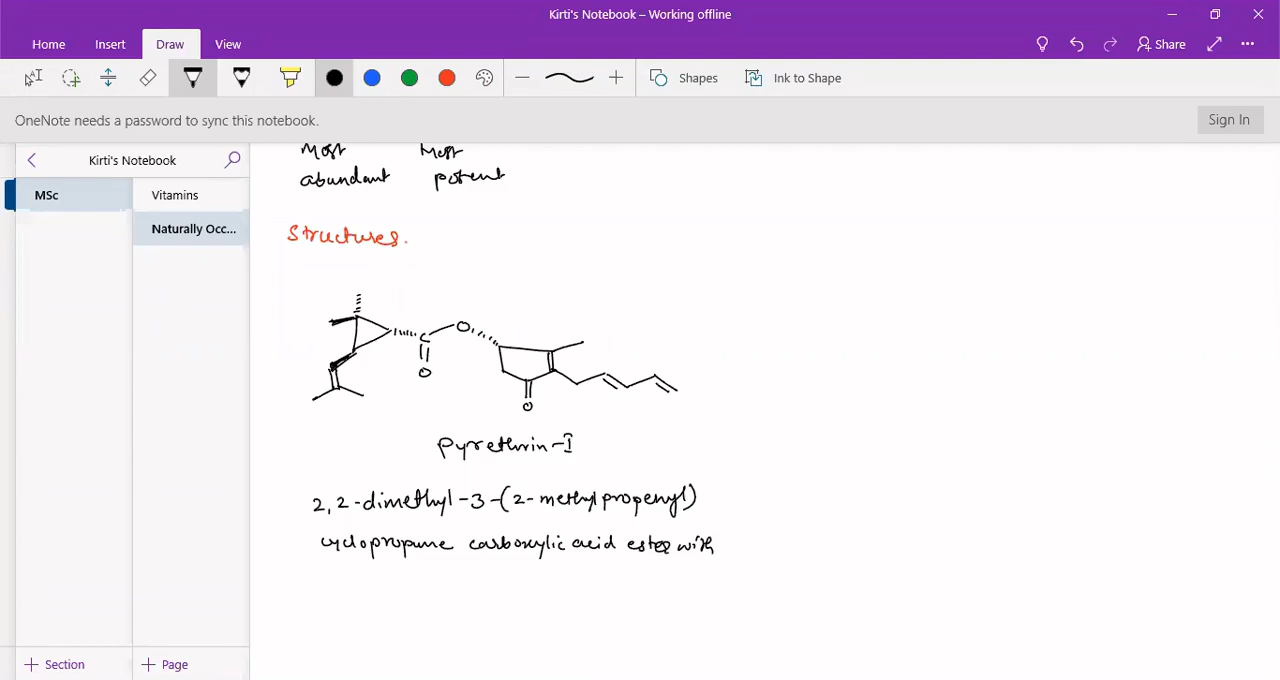 Kirti's Notebook – Working offline
Home Insert Draw View Share
Shapes Ink to Shape
OneNote needs a password to sync this notebook. Sign In
Kirti's Notebook
MSc
Vitamins
Naturally Occ...
Most Most
abundant potent
Structures.
O
C
O
O
Pyrethrin-I
2,2-dimethyl-3-(2-methylpropenyl)
cyclopropane carboxylic acid ester with
+ Section + Page